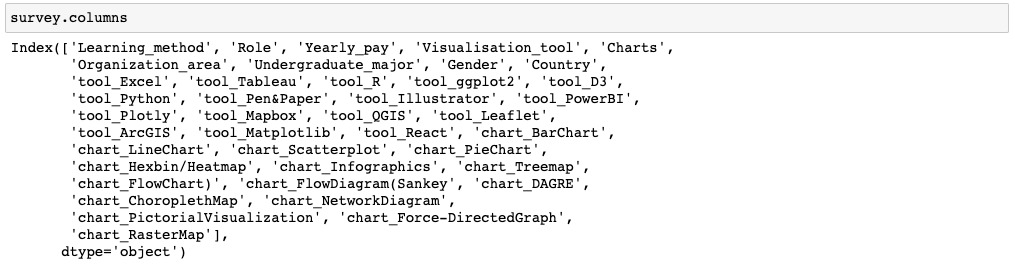 survey.columns
Index(['Learning_method', 'Role', 'Yearly_pay', 'Visualisation_tool', 'Charts',
'Organization_area', 'Undergraduate_major', 'Gender', 'Country',
'tool_Excel', 'tool_Tableau', 'tool_R', 'tool_ggplot2', 'tool_D3',
'tool_Python', 'tool_Pen&Paper', 'tool_Illustrator', 'tool_PowerBI',
'tool_Plotly', 'tool_Mapbox', 'tool_QGIS', 'tool_Leaflet',
'tool_ArcGIS', 'tool_Matplotlib', 'tool_React', 'chart_BarChart',
'chart_LineChart', 'chart_Scatterplot', 'chart_PieChart',
'chart_Hexbin/Heatmap', 'chart_Infographics', 'chart_Treemap',
'chart_FlowChart)', 'chart_FlowDiagram(Sankey', 'chart_DAGRE',
'chart_ChoroplethMap', 'chart_NetworkDiagram',
'chart_PictorialVisualization', 'chart_Force-DirectedGraph',
'chart_RasterMap'],
dtype='object')